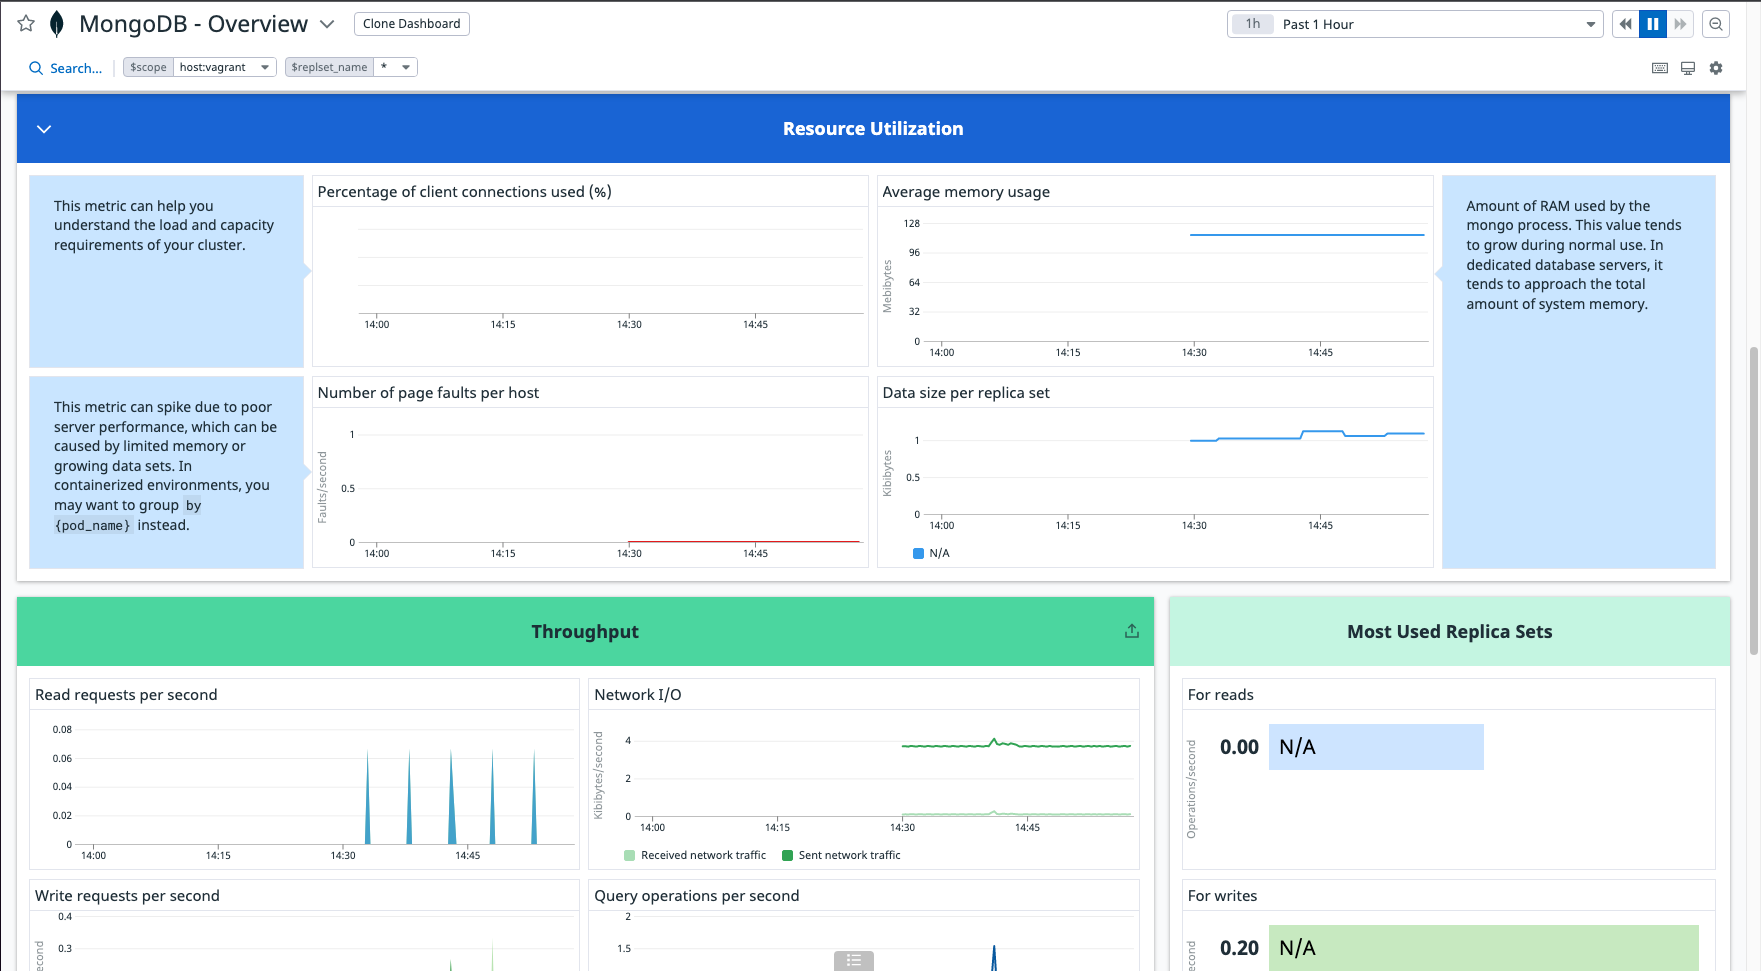 MongoDB - Overview
Clone Dashboard
1h Past 1 Hour
Search...
$scope host:vagrant
$replset_name *
Resource Utilization
This metric can help you
understand the load and capacity
requirements of your cluster.
Percentage of client connections used (%)
14:00 14:15 14:30 14:45
Average memory usage
Mebibytes
128
96
64
32
0
14:00 14:15 14:30 14:45
Amount of RAM used by the
mongo process. This value tends
to grow during normal use. In
dedicated database servers, it
tends to approach the total
amount of system memory.
This metric can spike due to poor
server performance, which can be
caused by limited memory or
growing data sets. In
containerized environments, you
may want to group by
{pod_name} instead.
Number of page faults per host
Faults/second
1
0.5
0
14:00 14:15 14:30 14:45
Data size per replica set
Kibibytes
1
0.5
0
14:00 14:15 14:30 14:45
N/A
Throughput
Read requests per second
0.08
0.06
0.04
0.02
0
14:00 14:15 14:30 14:45
Network I/O
Kibibytes/second
4
2
0
14:00 14:15 14:30 14:45
Received network traffic Sent network traffic
Write requests per second
0.4
0.3
Query operations per second
2
1.5
Most Used Replica Sets
For reads
Operations/second
0.00 N/A
For writes
0.20 N/A